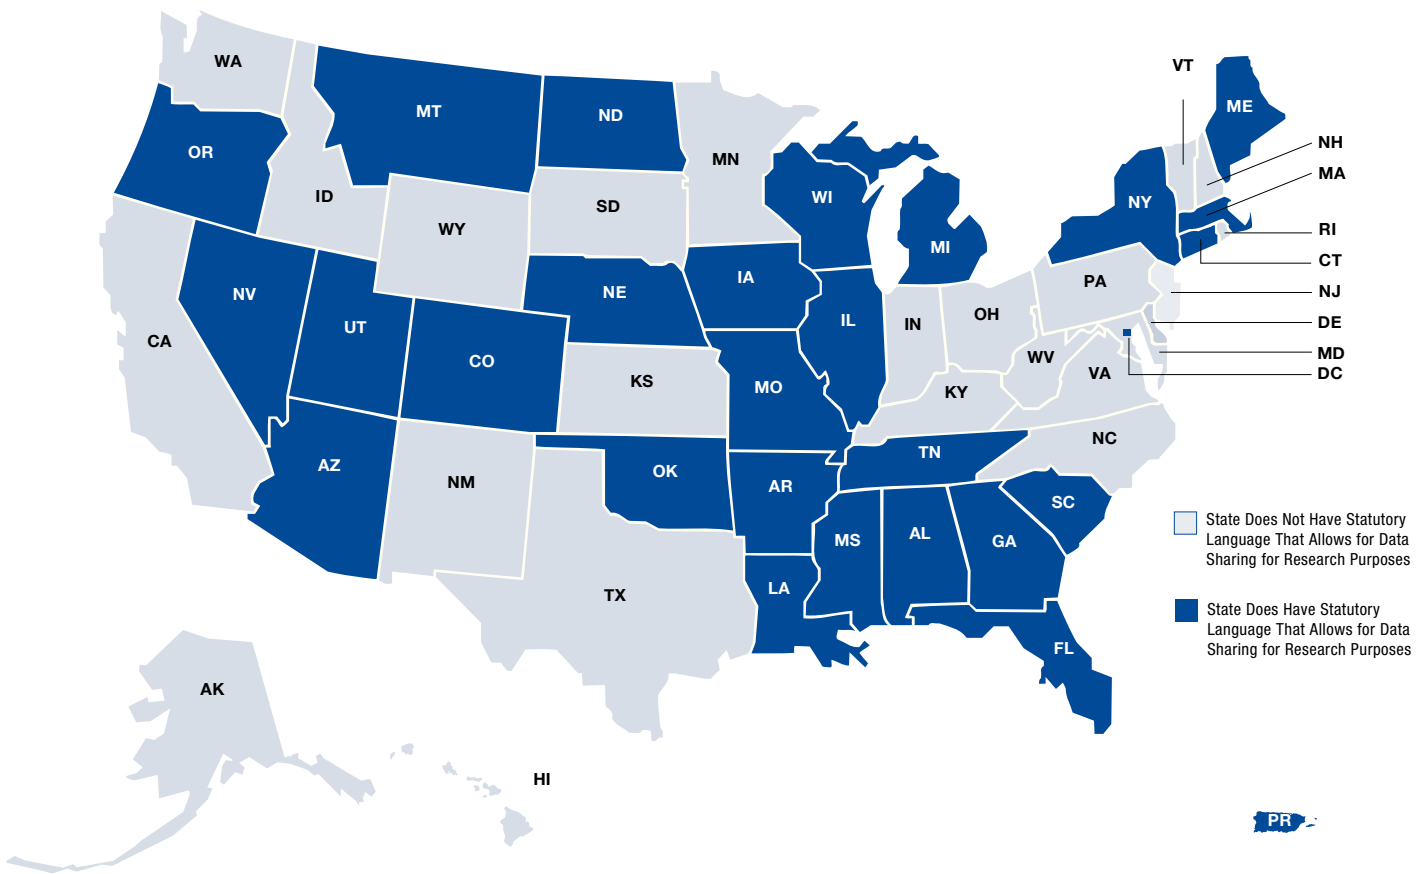 WA
VT
ME
MT
ND
OR
MN
NH
MA
ID
WY
SD
WI
NY
MI
RI
CT
NV
UT
NE
IA
PA
NJ
CA
CO
KS
MO
IL
IN
OH
WV
VA
DE
MD
DC
KY
AZ
NM
OK
AR
TN
NC
SC
MS
AL
GA
TX
LA
FL
State Does Not Have Statutory
Language That Allows for Data
Sharing for Research Purposes
State Does Have Statutory
Language That Allows for Data
Sharing for Research Purposes
AK
HI
PR